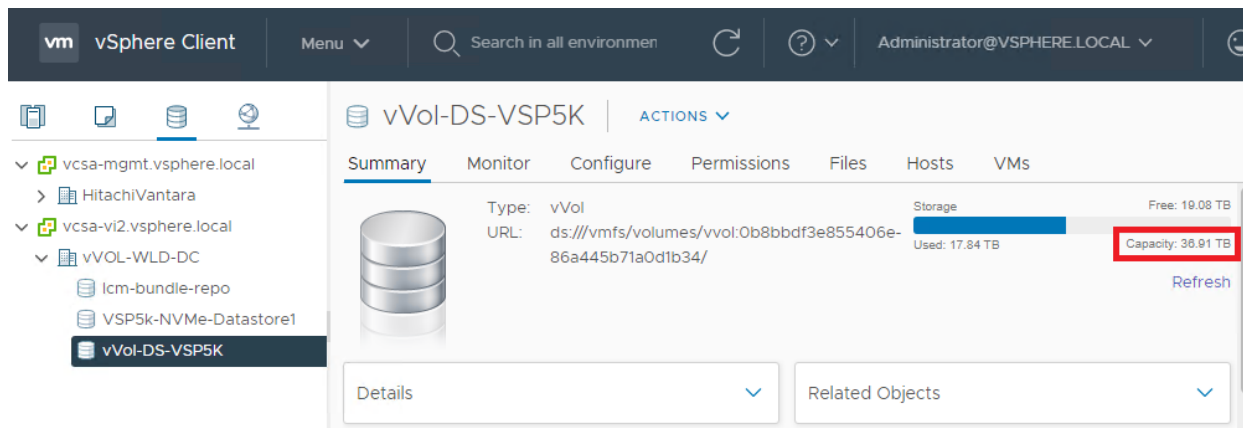 vm vSphere Client Menu Search in all environmen Administrator@VSPHERE.LOCAL
vVol-DS-VSP5K ACTIONS
vcsa-mgmt.vsphere.local
HitachiVantara
vcsa-vi2.vsphere.local
vVOL-WLD-DC
lcm-bundle-repo
VSP5k-NVMe-Datastore1
vVol-DS-VSP5K
Summary Monitor Configure Permissions Files Hosts VMs
Type: vVol
URL: ds:///vmfs/volumes/vvol:0b8bbdf3e855406e-
86a445b71a0d1b34/
Storage Free: 19.08 TB
Used: 17.84 TB Capacity: 36.91 TB
Refresh
Details
Related Objects